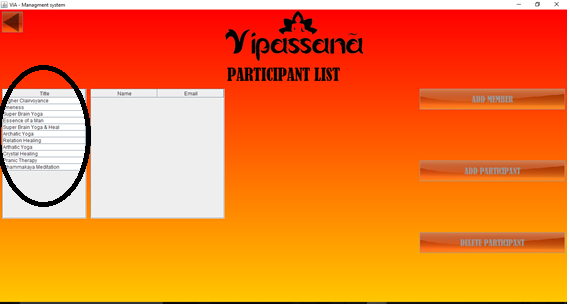 VIA - Managment system
Vipassanā
PARTICIPANT LIST
Title
Name
Email
Higher Clairvoyance
Oneness
Super Brain Yoga
Essence of a Man
Super Brain Yoga & Heal
Archatic Yoga
Relation Healing
Arthatic Yoga
Crystal Healing
Pranic Therapy
Dhammakaya Meditation
ADD MEMBER
ADD PARTICIPANT
DELETE PARTICIPANT